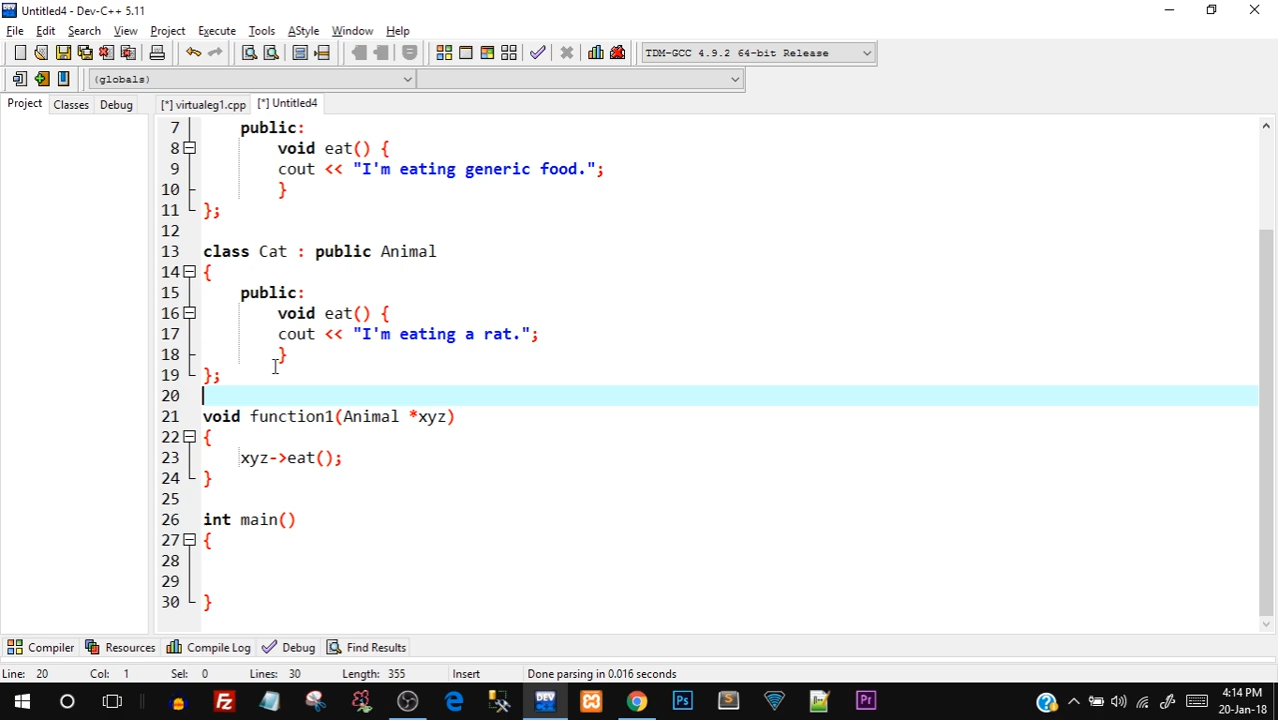 Untitled4 - Dev-C++ 5.11
File Edit Search View Project Execute Tools AStyle Window Help
TDM-GCC 4.9.2 64-bit Release
(globals)
Project Classes Debug [*] virtualeg1.cpp [*] Untitled4
7 public:
8 void eat() {
9 cout << "I'm eating generic food.";
10 }
11 };
12
13 class Cat : public Animal
14 {
15 public:
16 void eat() {
17 cout << "I'm eating a rat.";
18 }
19 };
20
21 void function1(Animal *xyz)
22 {
23 xyz->eat();
24 }
25
26 int main()
27 {
28
29
30 }
Compiler Resources Compile Log Debug Find Results
Line: 20 Col: 1 Sel: 0 Lines: 30 Length: 355 Insert Done parsing in 0.016 seconds
Fz DEV Ps S Pr 4:14 PM
20-Jan-18